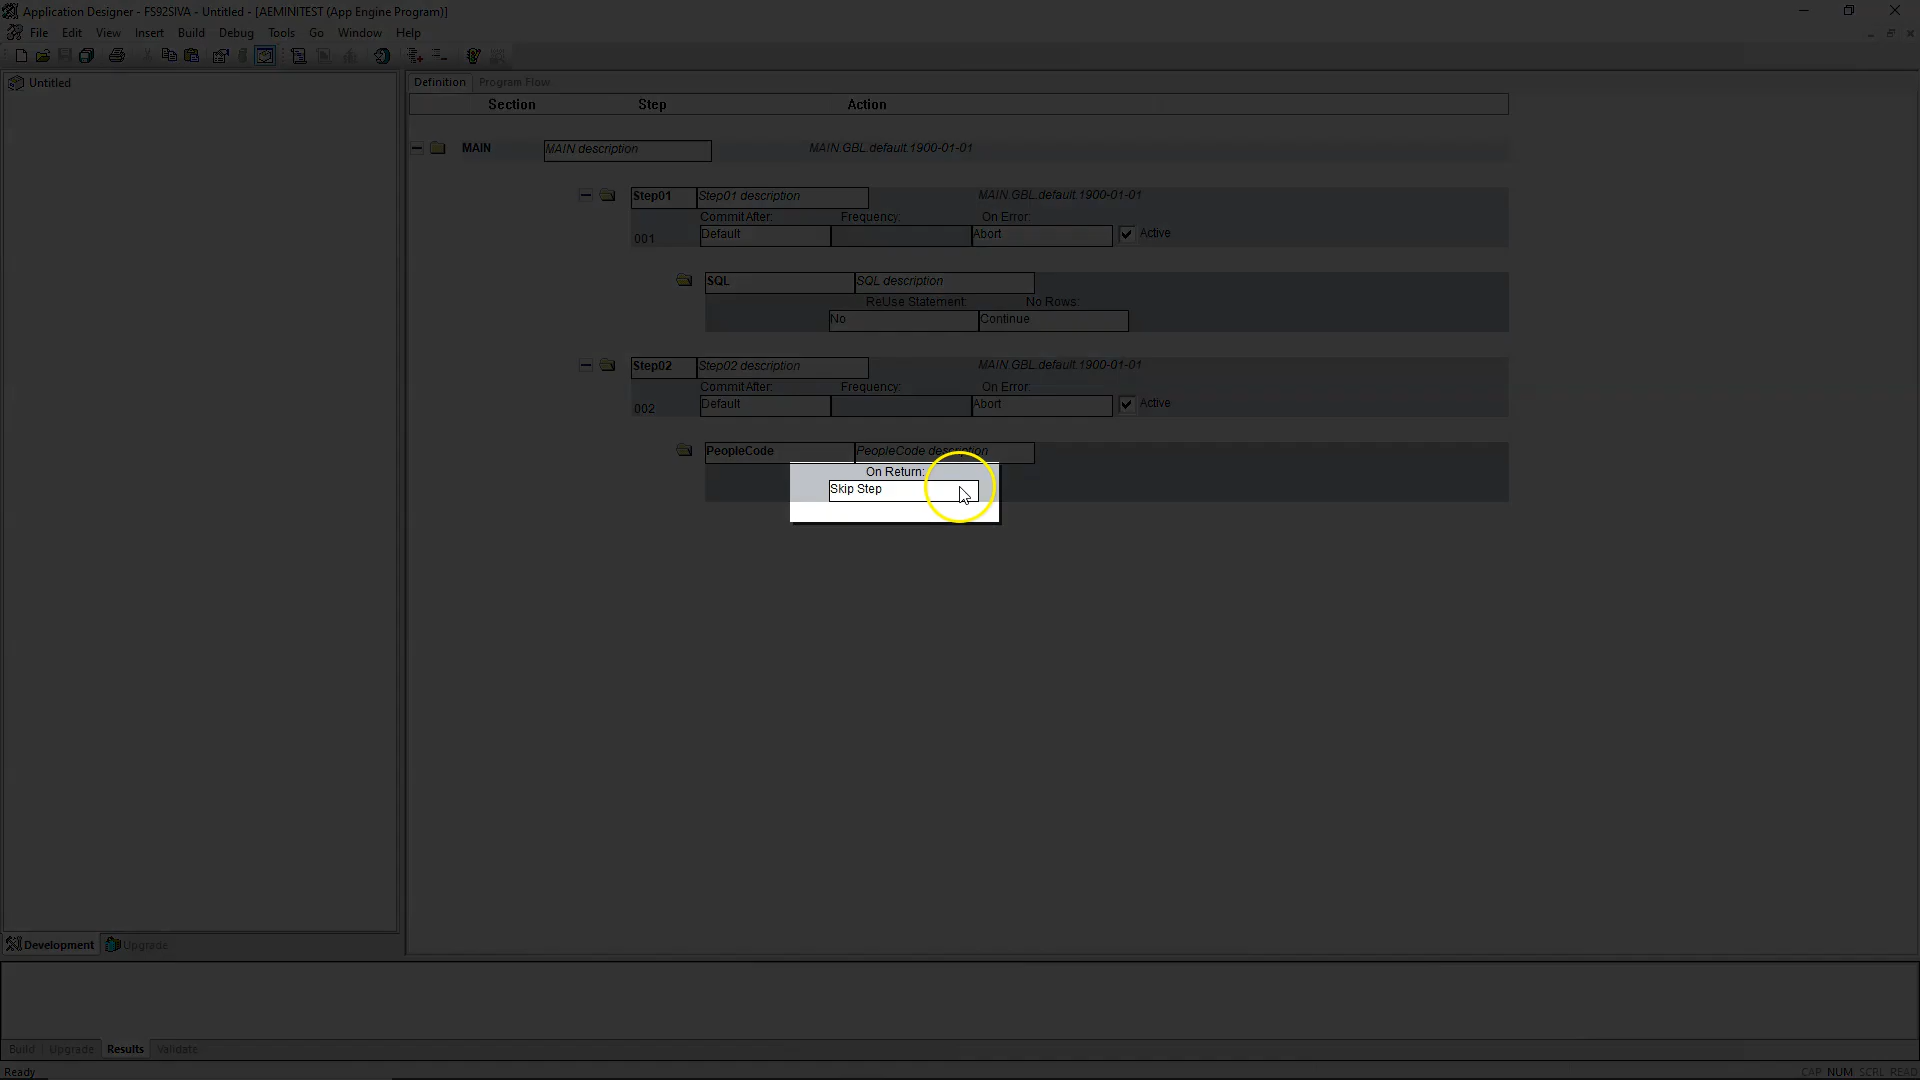 Application Designer - FS92SIVA - Untitled - [AEMINITEST (App Engine Program)]
File Edit View Insert Build Debug Tools Go Window Help
Untitled
Definition Program Flow
Section Step Action
MAIN MAIN description MAIN.GBL.default.1900-01-01
Step01 Step01 description MAIN.GBL.default.1900-01-01
Commit After: Frequency: On Error:
001 Default Abort Active
SQL SQL description
ReUse Statement: No Rows:
No Continue
Step02 Step02 description MAIN.GBL.default.1900-01-01
Commit After: Frequency: On Error:
002 Default Abort Active
PeopleCode PeopleCode description
On Return:
Skip Step
Development Upgrade
Build Upgrade Results Validate
Ready CAP NUM SCRL READ